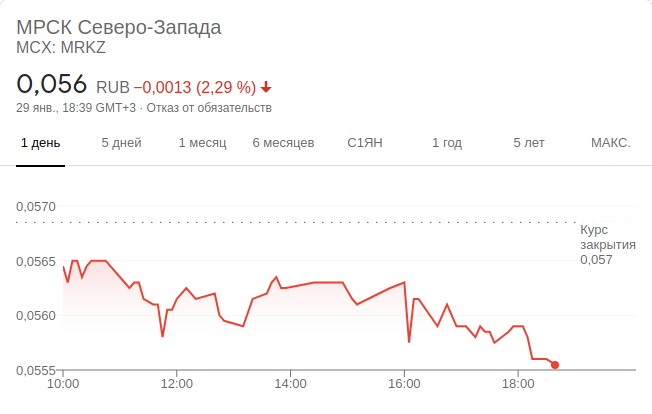 МРСК Северо-Запада
MCX: MRKZ
0,056 RUB −0,0013 (2,29 %)
29 янв., 18:39 GMT+3 · Отказ от обязательств
1 день 5 дней 1 месяц 6 месяцев С1ЯН 1 год 5 лет МАКС.
0,0570
Курс
закрытия
0,057
0,0565
0,0560
0,0555
10:00 12:00 14:00 16:00 18:00